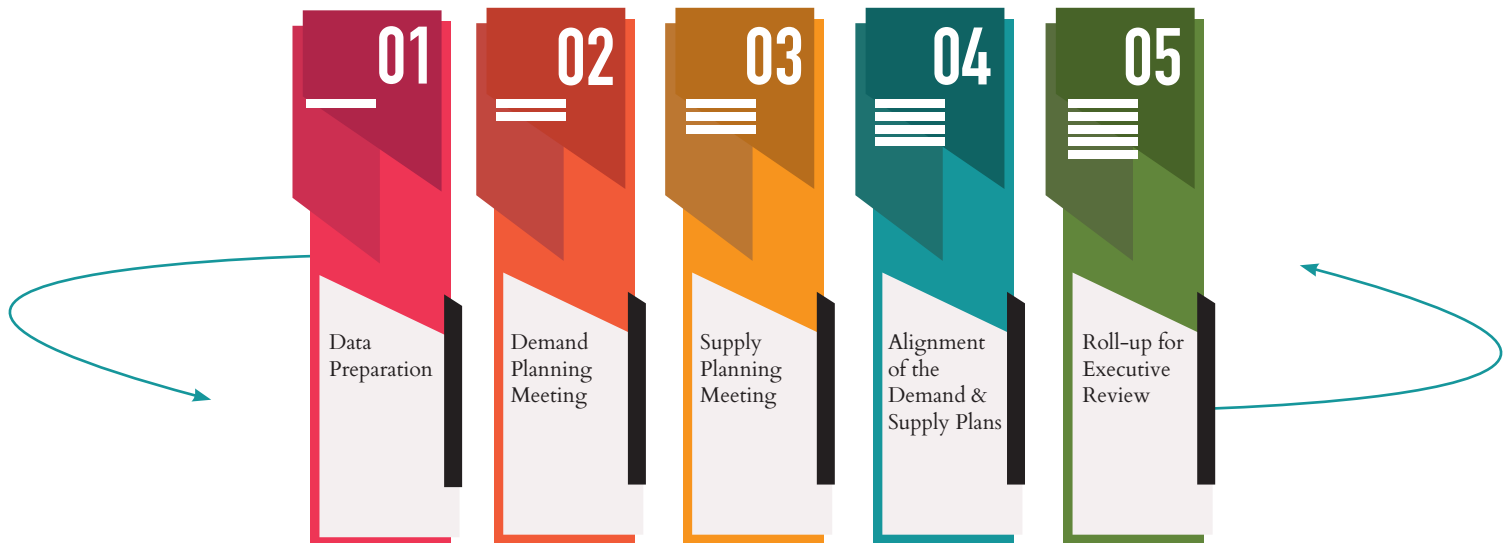 01
Data
Preparation
02
Demand
Planning
Meeting
03
Supply
Planning
Meeting
04
Alignment
of the
Demand &
Supply Plans
05
Roll-up for
Executive
Review